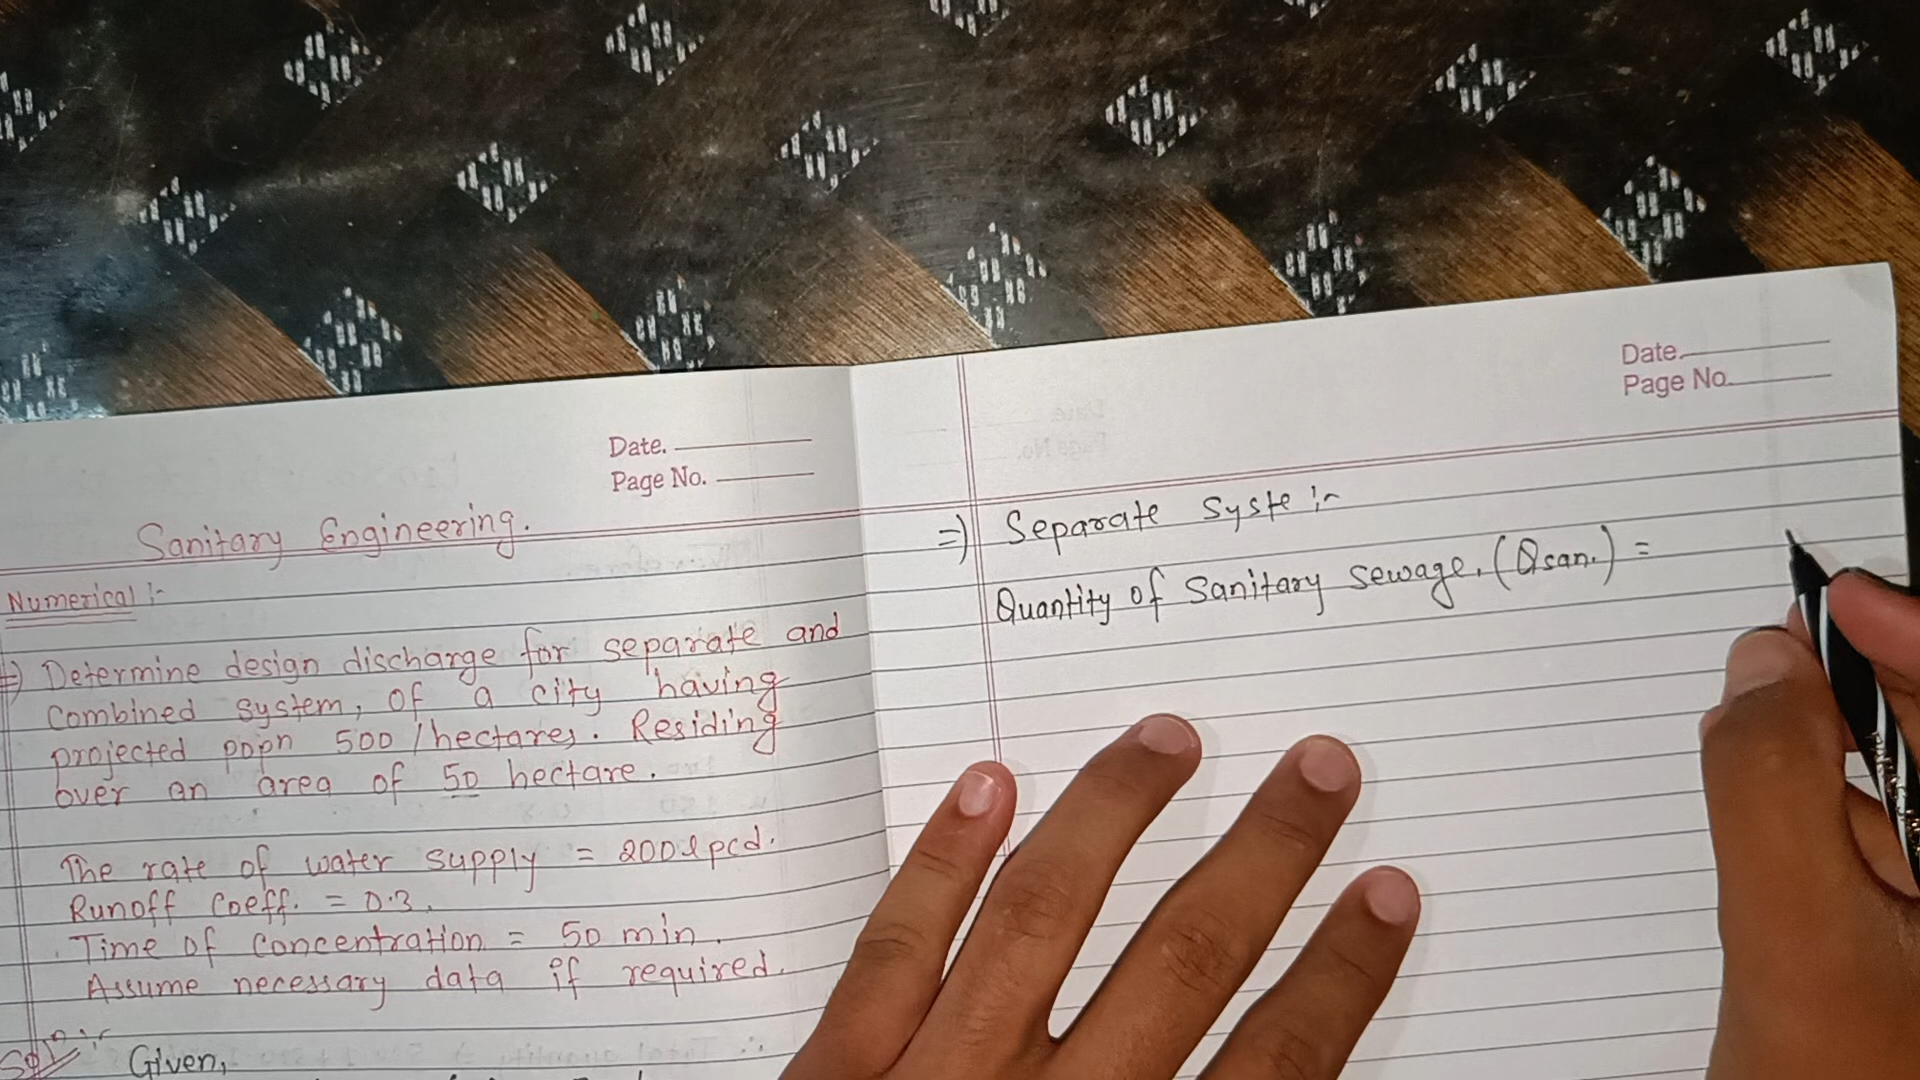 Date.
Page No.
Sanitary Engineering.
Numerical :-
=) Determine design discharge for separate and
combined system, of a city having
projected popn 500 / hectares. Residing
over an area of 50 hectare.
The rate of water supply = 200 l pcd.
Runoff Coeff. = 0.3.
Time of concentration = 50 min.
Assume necessary data if required.
Soln :-
Given,
Date.
Page No.
=) Separate Syste :-
Quantity of Sanitary sewage. (Qsan.) =